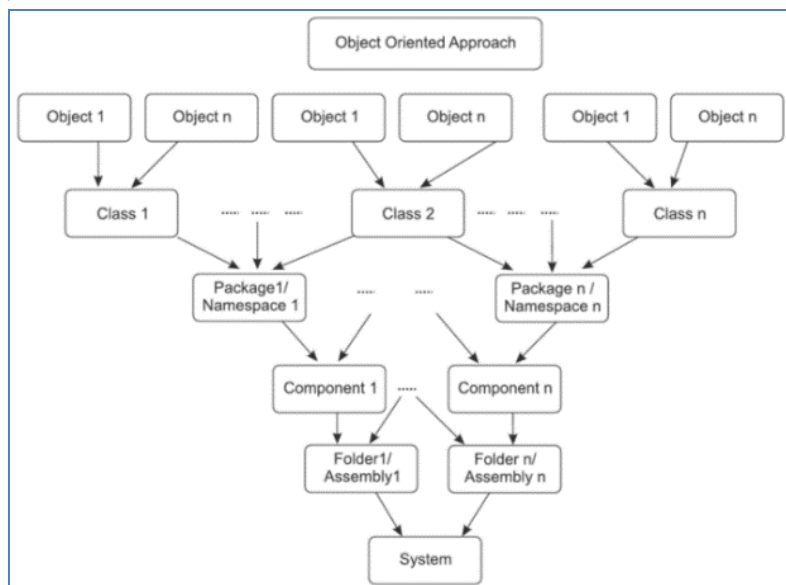 Object Oriented Approach
Object 1
Object n
Object 1
Object n
Object 1
Object n
Class 1
..... ..... .....
Class 2
..... ..... .....
Class n
Package1/
Namespace 1
.....
.....
Package n /
Namespace n
Component 1
.....
Component n
Folder1/
Assembly1
Folder n/
Assembly n
System